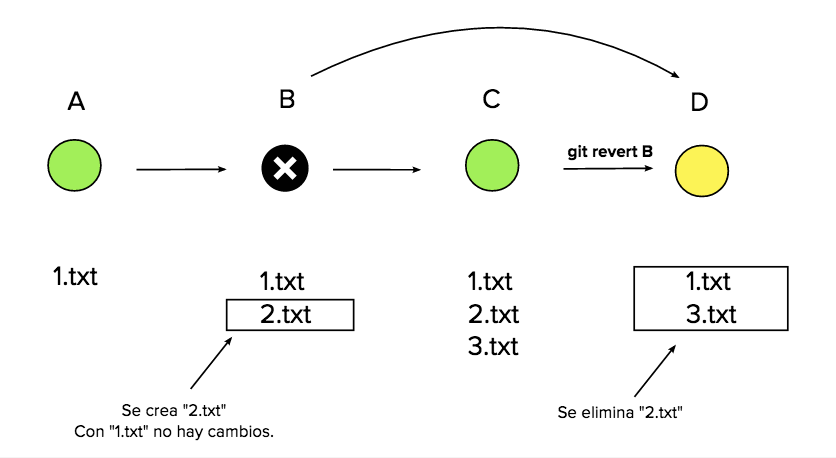 A
B
C
D
git revert B
1.txt
1.txt
2.txt
1.txt
2.txt
3.txt
1.txt
3.txt
Se crea "2.txt"
Con "1.txt" no hay cambios.
Se elimina "2.txt"